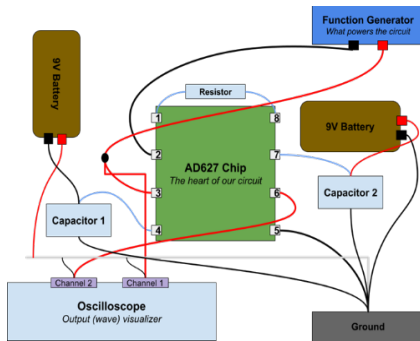 Function Generator
What powers the circuit
9V Battery
Resistor
1
8
9V Battery
2
7
AD627 Chip
The heart of our circuit
3
6
Capacitor 2
Capacitor 1
4
5
Channel 2
Channel 1
Oscilloscope
Output (wave) visualizer
Ground